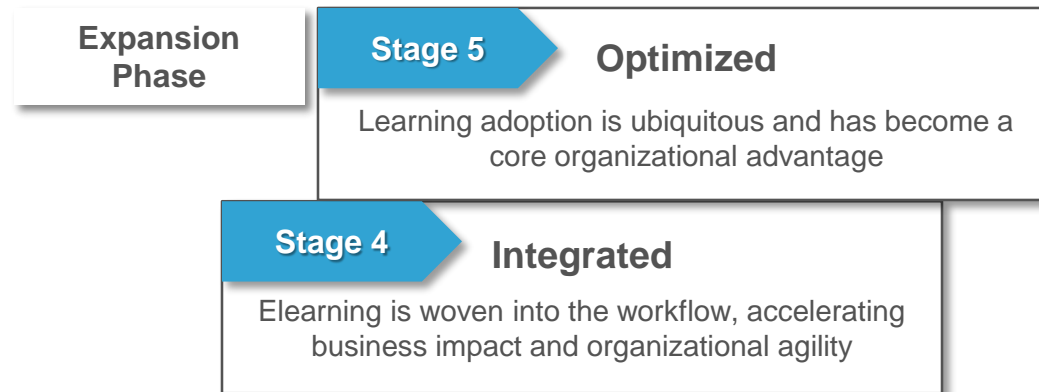 Expansion
Phase
Stage 5
Optimized
Learning adoption is ubiquitous and has become a
core organizational advantage
Stage 4
Integrated
Elearning is woven into the workflow, accelerating
business impact and organizational agility